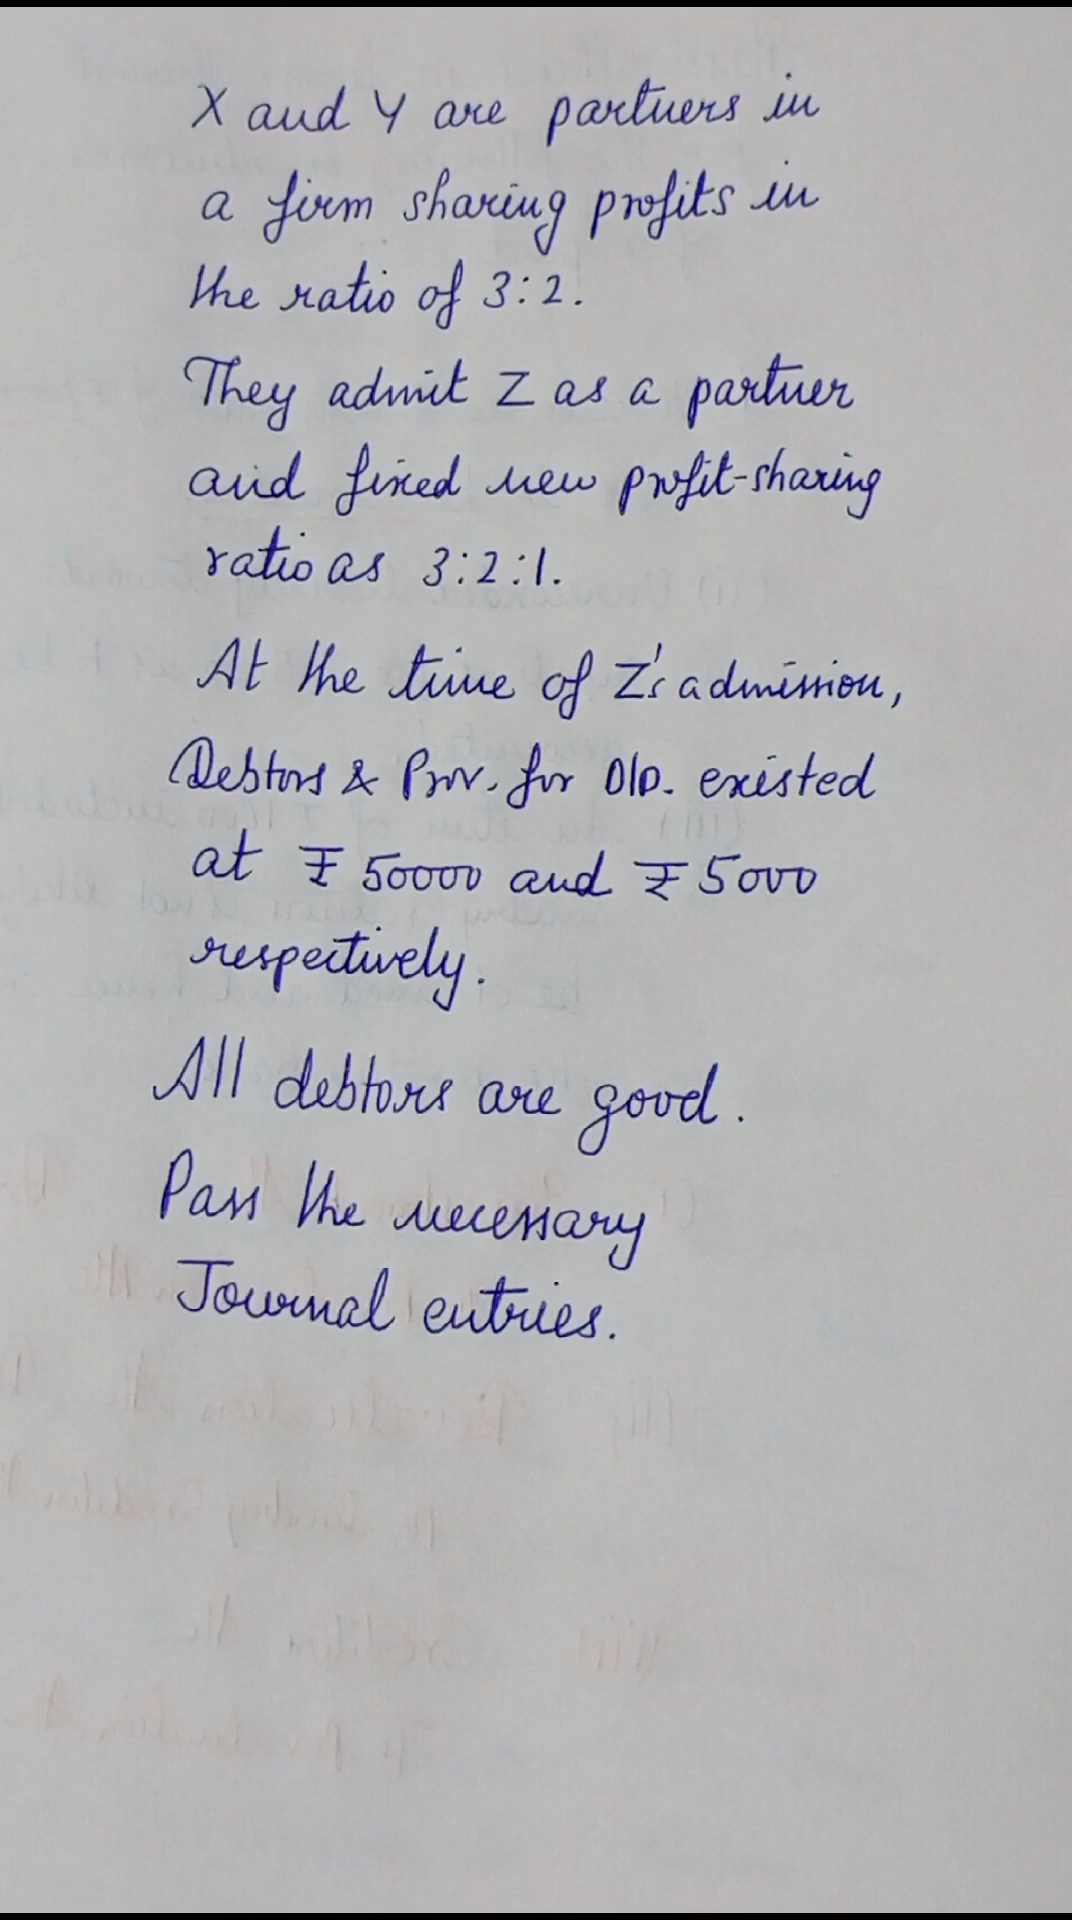 X and Y are partners in
a firm sharing profits in
the ratio of 3:2.
They admit Z as a partner
and fixed new profit-sharing
ratio as 3:2:1.
At the time of Z's admission,
Debtors & Prov. for D/D. existed
at ₹ 50000 and ₹ 5000
respectively.
All debtors are good.
Pass the necessary
Journal entries.